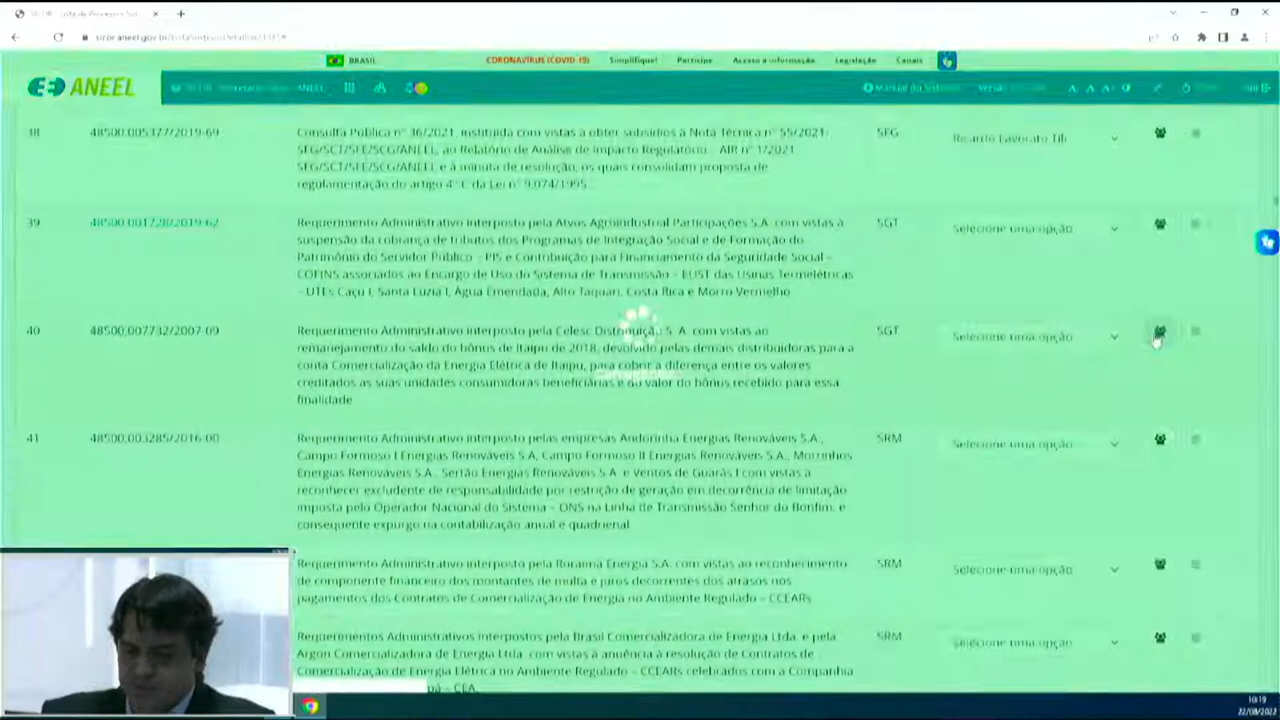 BRASIL
CORONAVÍRUS (COVID-19)
Simplifique!
Participe
Acesso à informação
Legislação
Canais
ANEEL
ANEEL
Manual do Sistema
38
48500.005377/2019-69
Consulta Pública nº 36/2021, instituída com vistas a obter subsídios à Nota Técnica nº 55/2021-
SFG/SCT/SFE/SCG/ANEEL, ao Relatório de Análise de Impacto Regulatório – AIR nº 1/2021
SFG/SCT/SFE/SCG/ANEEL e à minuta de resolução, os quais consolidam proposta de
regulamentação do artigo 4º C da Lei nº 9.074/1995
SFG
Ricardo Lavorato Tili
39
48500.001728/2019-62
Requerimento Administrativo interposto pela Atvos Agroindustrial Participações S.A. com vistas à
suspensão da cobrança de tributos dos Programas de Integração Social e de Formação do
Patrimônio do Servidor Público – PIS e Contribuição para Financiamento da Seguridade Social –
COFINS associados ao Encargo de Uso do Sistema de Transmissão – EUST das Usinas Termelétricas
– UTEs Caçu I, Santa Luzia I, Água Emendada, Alto Taquari, Costa Rica e Morro Vermelho
SGT
Selecione uma opção
40
48500.007732/2007-09
Requerimento Administrativo interposto pela Celesc Distribuição S. A. com vistas ao
remanejamento do saldo do bônus de Itaipu de 2018, devolvido pelas demais distribuidoras para a
conta Comercialização da Energia Elétrica de Itaipu, para cobrir a diferença entre os valores
creditados as suas unidades consumidoras beneficiárias e do valor do bônus recebido para essa
finalidade
SGT
Selecione uma opção
41
48500.003285/2016-00
Requerimento Administrativo interposto pelas empresas Andorinha Energias Renováveis S.A.,
Campo Formoso I Energias Renováveis S.A, Campo Formoso II Energias Renováveis S.A., Morrinhos
Energias Renováveis S.A., Sertão Energias Renováveis S.A. e Ventos de Guarás I com vistas a
reconhecer excludente de responsabilidade por restrição de geração em decorrência de limitação
imposta pelo Operador Nacional do Sistema – ONS na Linha de Transmissão Senhor do Bonfim, e
consequente expurgo na contabilização anual e quadrienal
SRM
Selecione uma opção
Requerimento Administrativo interposto pela Roraima Energia S.A. com vistas ao reconhecimento
de componente financeiro dos montantes de multa e juros decorrentes dos atrasos nos
pagamentos dos Contratos de Comercialização de Energia no Ambiente Regulado – CCEARs
SRM
Selecione uma opção
Requerimentos Administrativos interpostos pela Brasil Comercializadora de Energia Ltda. e pela
Argon Comercializadora de Energia Ltda. com vistas à anuência à resolução de Contratos de
Comercialização de Energia Elétrica no Ambiente Regulado – CCEARs celebrados com a Companhia
pá – CEA.
SRM
Selecione uma opção
10:19
22/08/2022